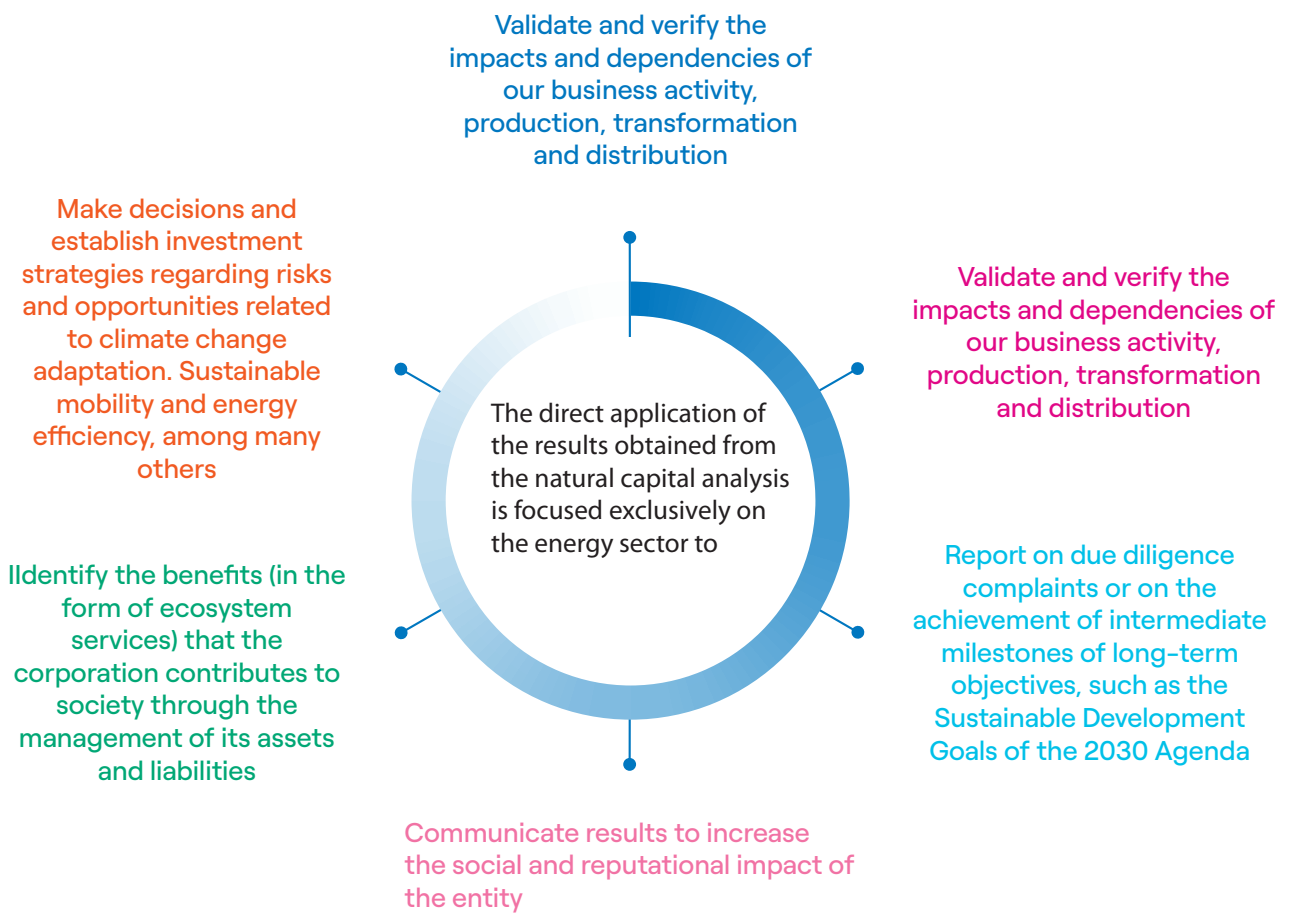 Validate and verify the
impacts and dependencies of
our business activity,
production, transformation
and distribution
Validate and verify the
impacts and dependencies of
our business activity,
production, transformation
and distribution
Report on due diligence
complaints or on the
achievement of intermediate
milestones of long-term
objectives, such as the
Sustainable Development
Goals of the 2030 Agenda
Communicate results to increase
the social and reputational impact of
the entity
IIdentify the benefits (in the
form of ecosystem
services) that the
corporation contributes to
society through the
management of its assets
and liabilities
Make decisions and
establish investment
strategies regarding risks
and opportunities related
to climate change
adaptation. Sustainable
mobility and energy
efficiency, among many
others
The direct application of
the results obtained from
the natural capital analysis
is focused exclusively on
the energy sector to